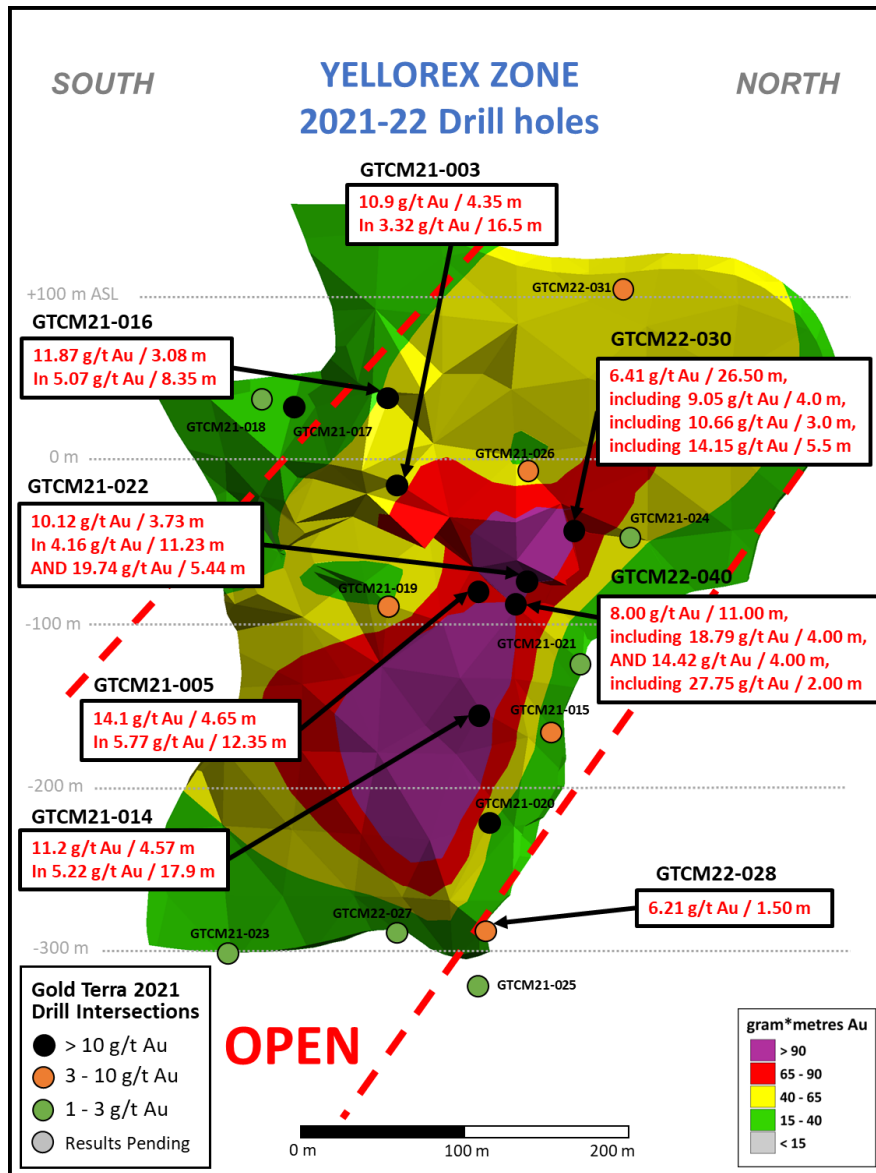 SOUTH
YELLOREX ZONE
2021-22 Drill holes
NORTH
GTCM21-003
10.9 g/t Au / 4.35 m
In 3.32 g/t Au / 16.5 m
+100 m ASL
GTCM22-031
GTCM21-016
11.87 g/t Au / 3.08 m
In 5.07 g/t Au / 8.35 m
GTCM22-030
6.41 g/t Au / 26.50 m,
including 9.05 g/t Au / 4.0 m,
including 10.66 g/t Au / 3.0 m,
including 14.15 g/t Au / 5.5 m
GTCM21-018
GTCM21-017
0 m
GTCM21-026
GTCM21-022
10.12 g/t Au / 3.73 m
In 4.16 g/t Au / 11.23 m
AND 19.74 g/t Au / 5.44 m
GTCM21-024
GTCM21-019
GTCM22-040
8.00 g/t Au / 11.00 m,
including 18.79 g/t Au / 4.00 m,
AND 14.42 g/t Au / 4.00 m,
including 27.75 g/t Au / 2.00 m
-100 m
GTCM21-021
GTCM21-005
14.1 g/t Au / 4.65 m
In 5.77 g/t Au / 12.35 m
GTCM21-015
-200 m
GTCM21-020
GTCM21-014
11.2 g/t Au / 4.57 m
In 5.22 g/t Au / 17.9 m
GTCM22-028
6.21 g/t Au / 1.50 m
GTCM22-027
GTCM21-023
-300 m
GTCM21-025
Gold Terra 2021
Drill Intersections
> 10 g/t Au
3 - 10 g/t Au
1 - 3 g/t Au
Results Pending
OPEN
0 m
100 m
200 m
gram*metres Au
> 90
65 - 90
40 - 65
15 - 40
< 15